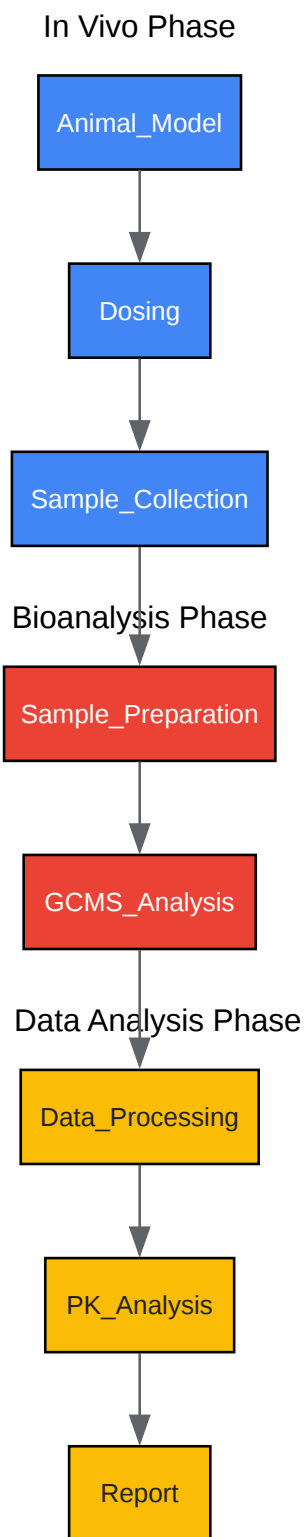 In Vivo Phase
Animal_Model
Dosing
Sample_Collection
Bioanalysis Phase
Sample_Preparation
GCMS_Analysis
Data Analysis Phase
Data_Processing
PK_Analysis
Report